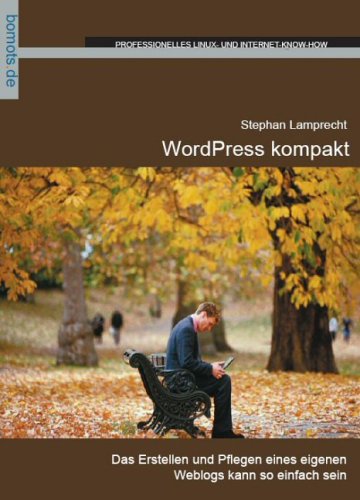 bomots.de
PROFESSIONELLES LINUX- UND INTERNET-KNOW-HOW
Stephan Lamprecht
WordPress kompakt
Das Erstellen und Pflegen eines eigenen
Weblogs kann so einfach sein